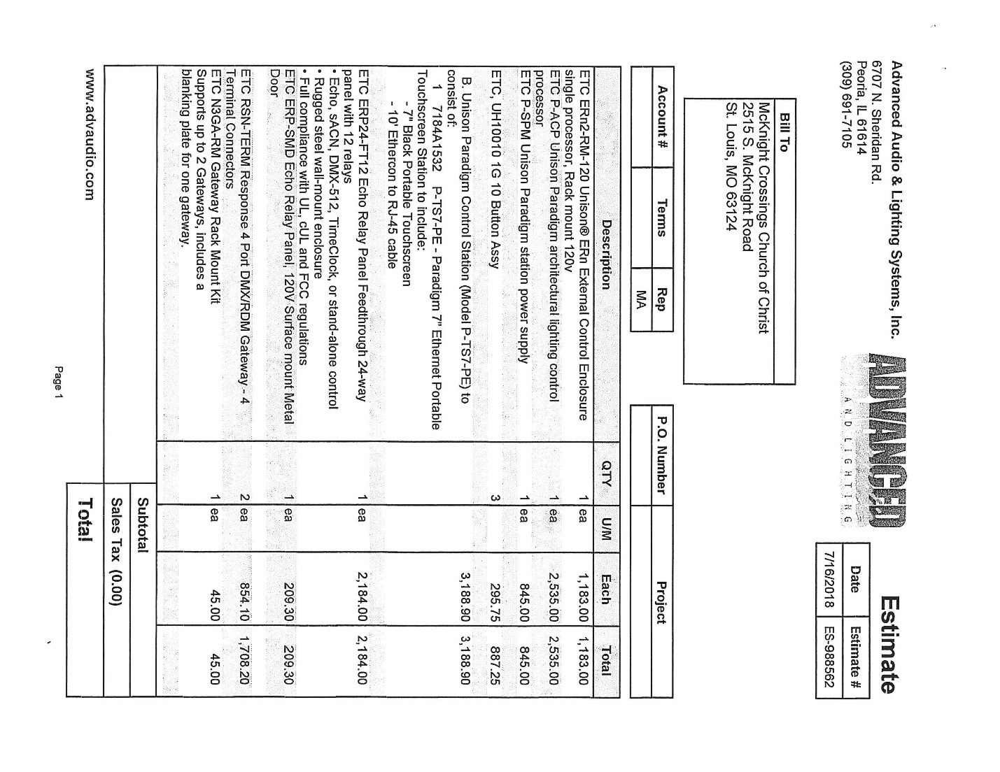 Advanced Audio & Lighting Systems, Inc.
6707 N. Sheridan Rd.
Peoria, IL 61614
(309) 691-7105
ADVANCED
AND LIGHTING
Estimate
Date Estimate #
7/16/2018 ES-988562
Bill To
McKnight Crossings Church of Christ
2515 S. McKnight Road
St. Louis, MO 63124
Account # Terms Rep P.O. Number Project
MA
Description QTY U/M Each Total
ETC ERn2-RM-120 Unison® ERn External Control Enclosure 1 ea 1,183.00 1,183.00
single processor, Rack mount 120v
ETC P-ACP Unison Paradigm architectural lighting control 1 ea 2,535.00 2,535.00
processor
ETC P-SPM Unison Paradigm station power supply 1 ea 845.00 845.00
ETC, UH10010 1G 10 Button Assy 3 295.75 887.25
B. Unison Paradigm Control Station (Model P-TS7-PE) to 3,188.90 3,188.90
consist of:
1 7184A1532 P-TS7-PE - Paradigm 7" Ethernet Portable
Touchscreen Station to include:
- 7" Black Portable Touchscreen
- 10' Ethercon to RJ-45 cable
ETC ERP24-FT12 Echo Relay Panel Feedthrough 24-way 1 ea 2,184.00 2,184.00
panel with 12 relays
• Echo, sACN, DMX-512, TimeClock, or stand-alone control
• Rugged steel wall-mount enclosure
• Full compliance with UL, cUL and FCC regulations
ETC ERP-SMD Echo Relay Panel, 120V Surface mount Metal 1 ea 209.30 209.30
Door
ETC RSN-TERM Response 4 Port DMX/RDM Gateway - 4 2 ea 854.10 1,708.20
Terminal Connectors
ETC N3GA-RM Gateway Rack Mount Kit 1 ea 45.00 45.00
Supports up to 2 Gateways, includes a
blanking plate for one gateway.
Subtotal
Sales Tax (0.00)
Total
www.advaudio.com
Page 1